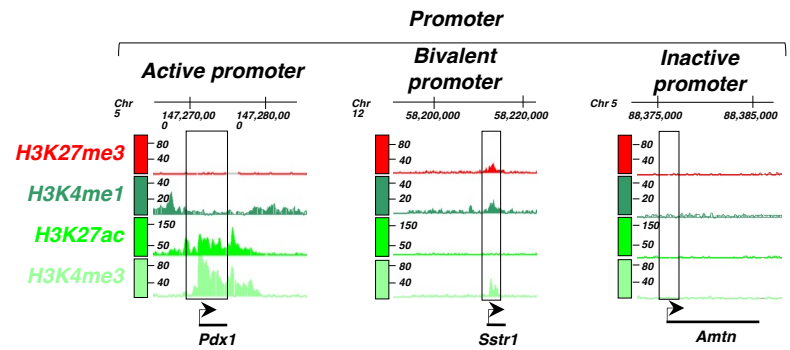 Promoter
Active promoter
Bivalent
promoter
Inactive
promoter
Chr
5
147,270,00
0
147,280,00
0
Chr
12
58,200,000
58,220,000
Chr 5
88,375,000
88,385,000
H3K27me3
80
40
80
40
80
40
H3K4me1
40
20
40
20
40
20
H3K27ac
150
50
150
50
150
50
H3K4me3
80
40
80
40
80
40
Pdx1
Sstr1
Amtn